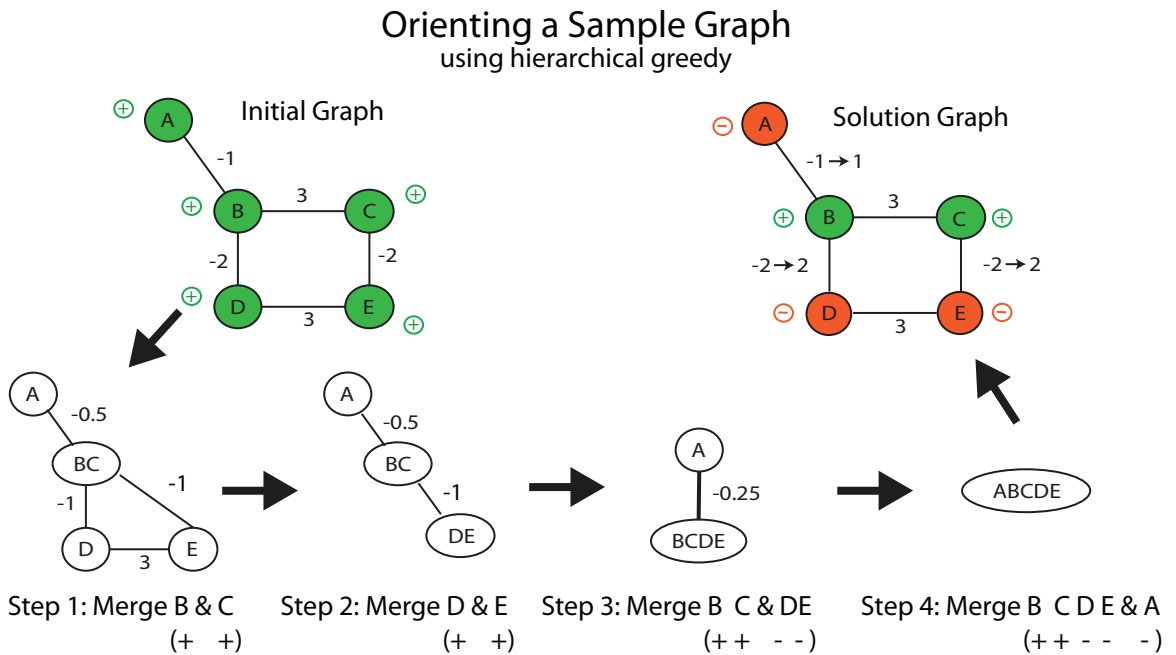 Orienting a Sample Graph
using hierarchical greedy
Initial Graph
Solution Graph
+ A
-1
+ B 3 C +
-2 -2
+ D 3 E +
− A
-1→1
+ B 3 C +
-2→2 -2→2
− D 3 E −
A
-0.5
BC
-1 -1
D 3 E
A
-0.5
BC
-1
DE
A
-0.25
BCDE
ABCDE
Step 1: Merge B & C
(+ +)
Step 2: Merge D & E
(+ +)
Step 3: Merge B C & DE
(+ + - -)
Step 4: Merge B C D E & A
(+ + - - -)